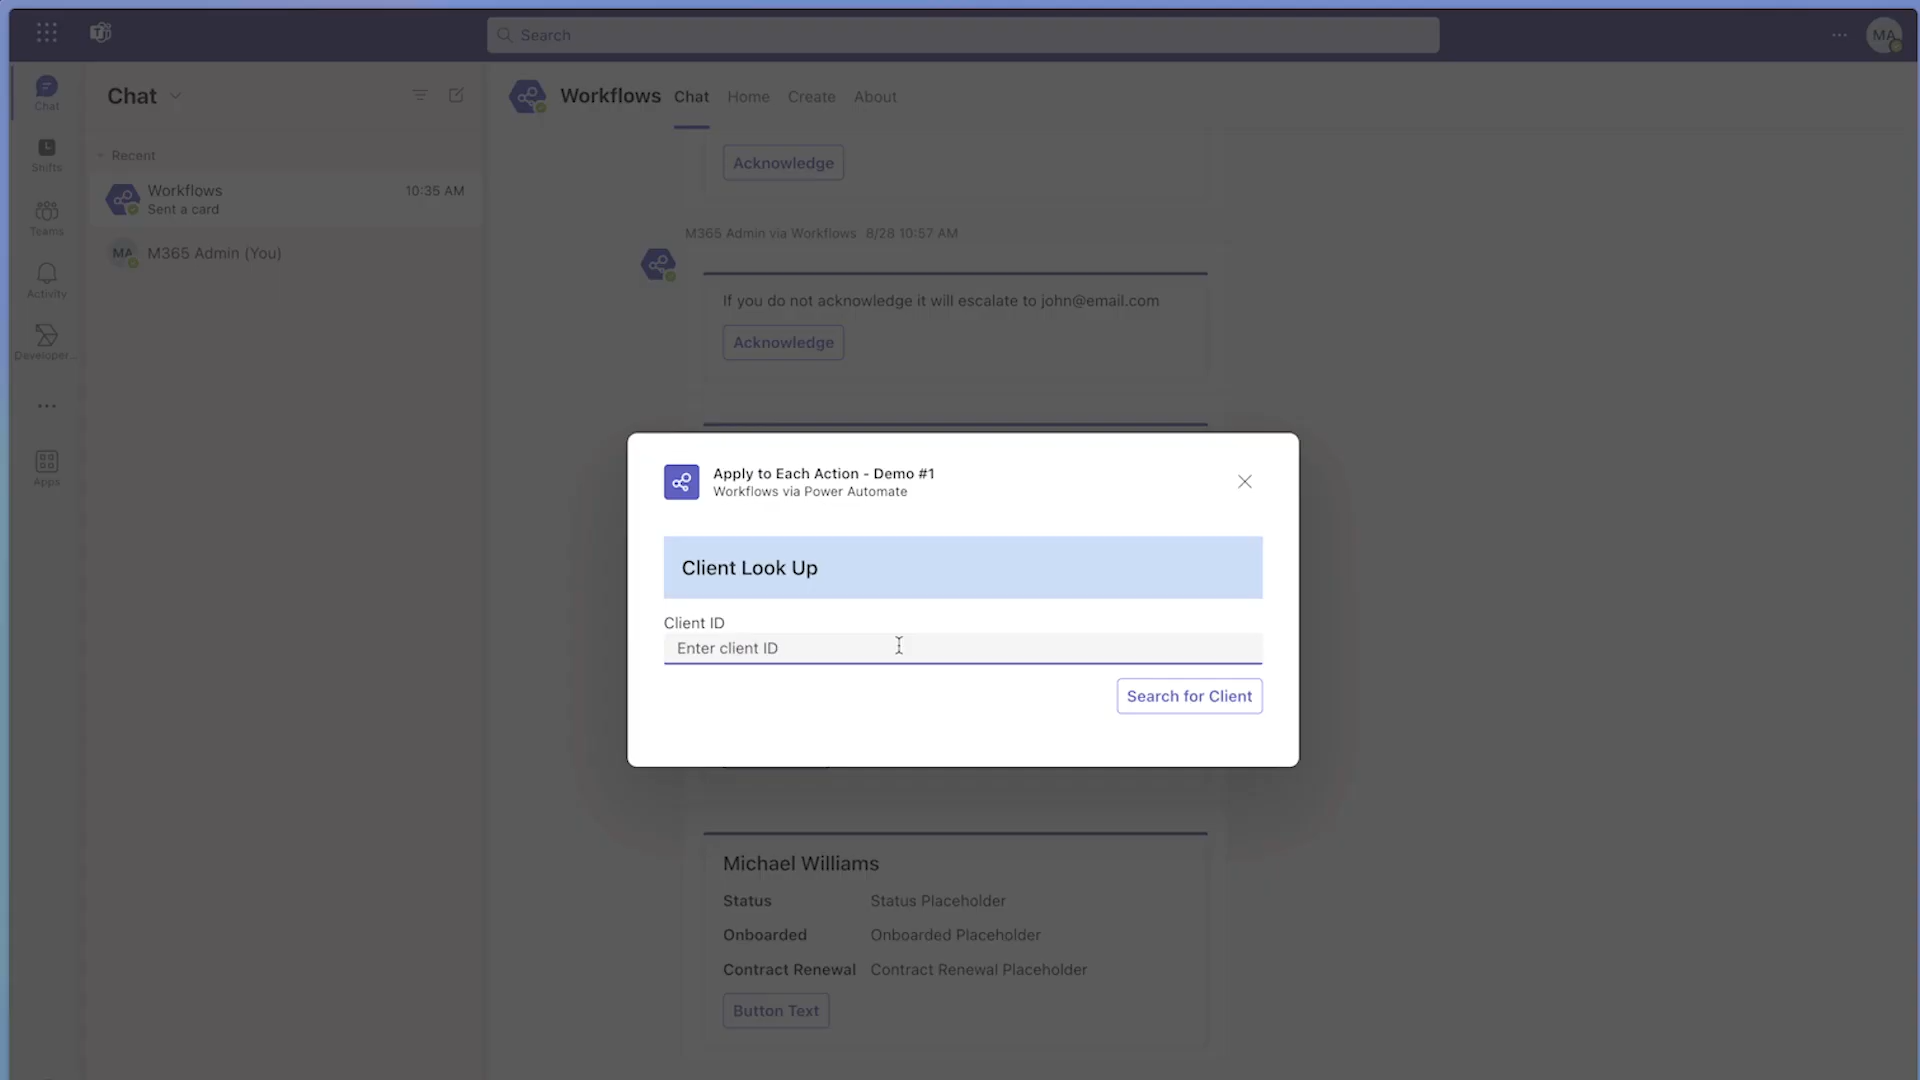 Search
MA
Chat
Shifts
Teams
Activity
Developer...
Apps
Chat
Recent
Workflows
10:35 AM
Sent a card
MA
M365 Admin (You)
Workflows
Chat
Home
Create
About
Acknowledge
M365 Admin via Workflows 8/28 10:57 AM
If you do not acknowledge it will escalate to john@email.com
Acknowledge
Apply to Each Action - Demo #1
Workflows via Power Automate
Client Look Up
Client ID
Enter client ID
Search for Client
Michael Williams
Status Status Placeholder
Onboarded Onboarded Placeholder
Contract Renewal Contract Renewal Placeholder
Button Text